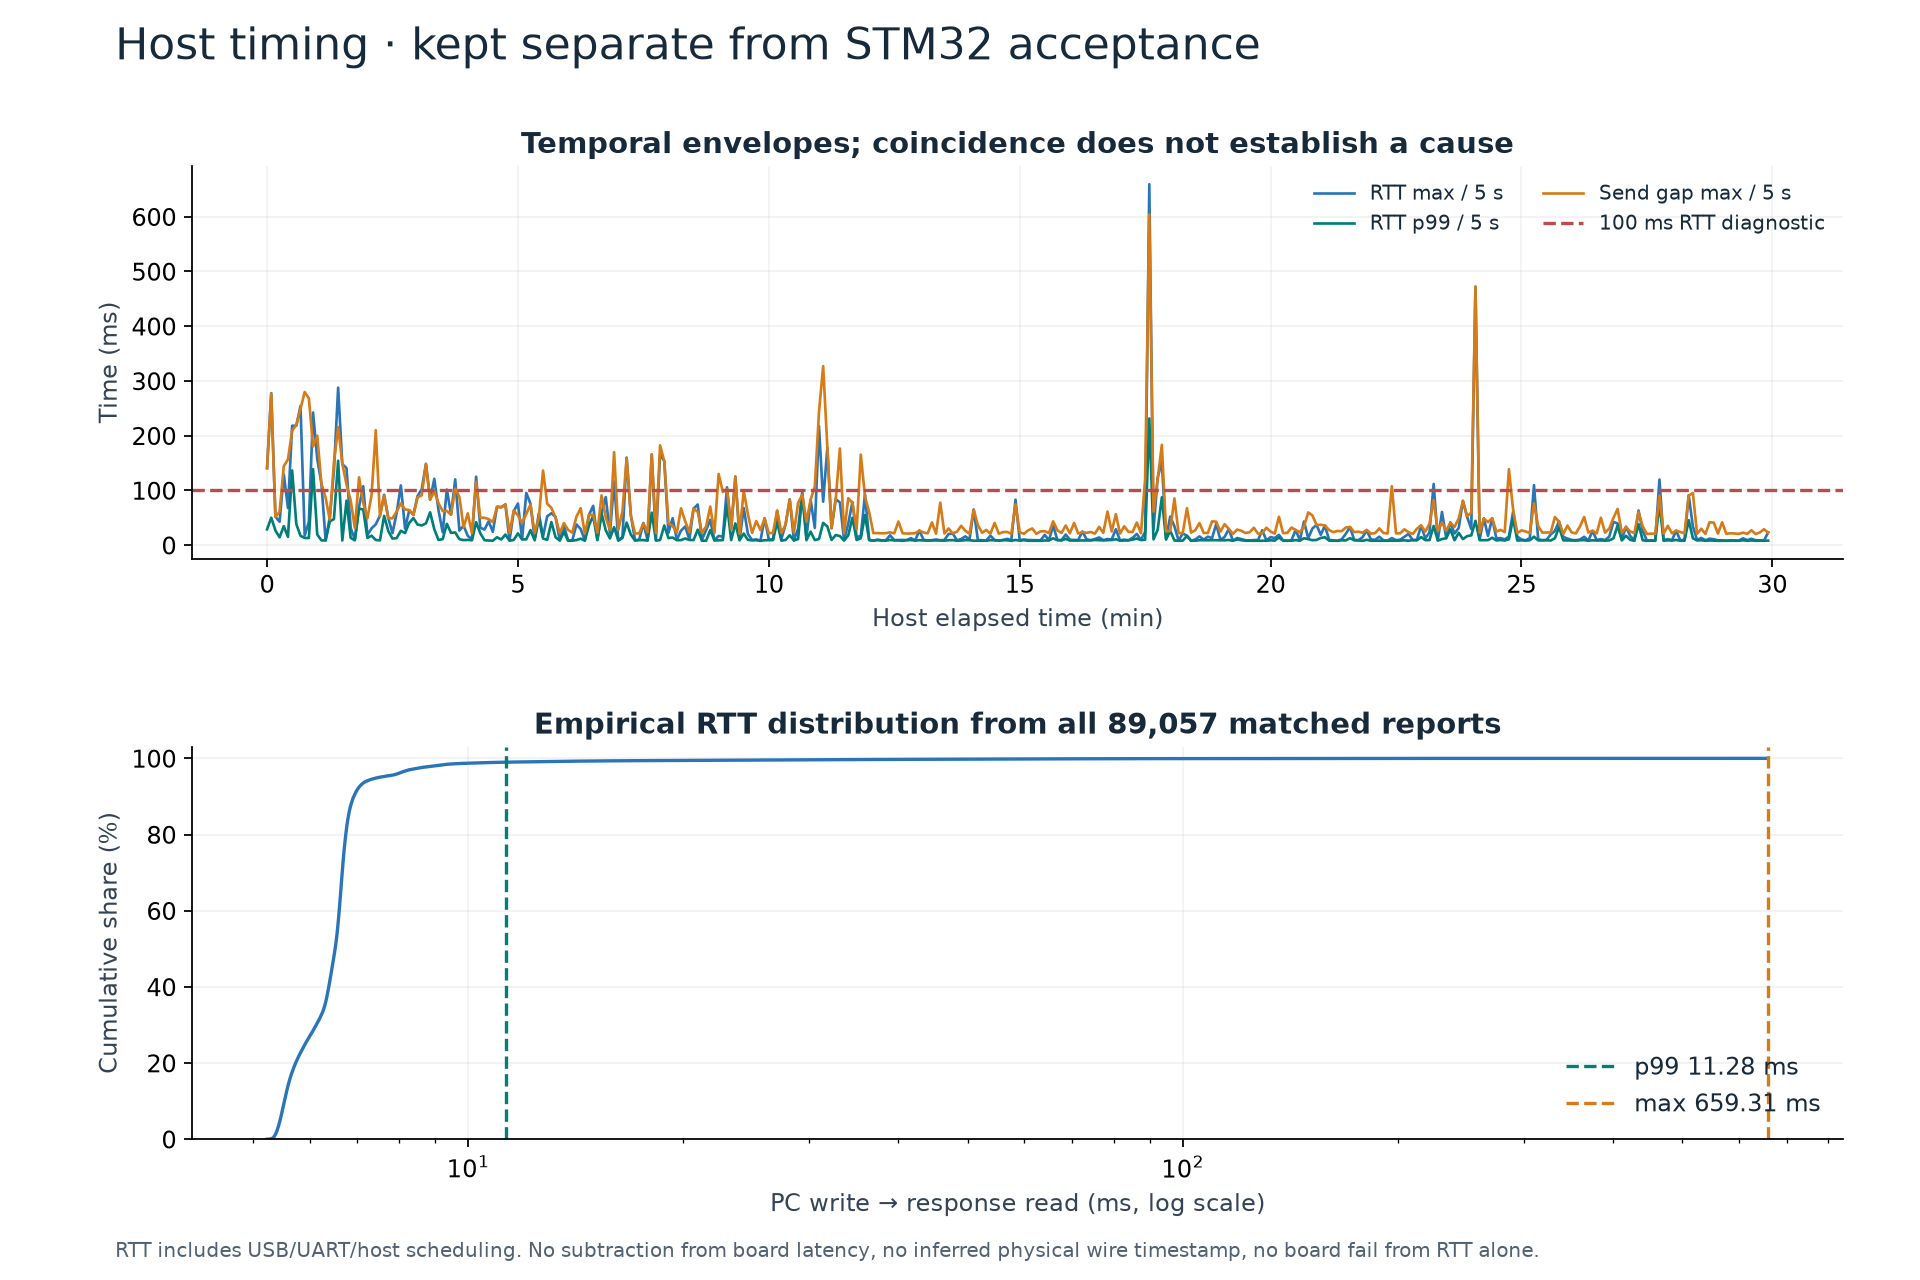 Host timing · kept separate from STM32 acceptance
Temporal envelopes; coincidence does not establish a cause
RTT max / 5 s
RTT p99 / 5 s
Send gap max / 5 s
100 ms RTT diagnostic
Time (ms)
600
500
400
300
200
100
0
0 5 10 15 20 25 30
Host elapsed time (min)
Empirical RTT distribution from all 89,057 matched reports
Cumulative share (%)
100
80
60
40
20
0
p99 11.28 ms
max 659.31 ms
10¹ 10²
PC write → response read (ms, log scale)
RTT includes USB/UART/host scheduling. No subtraction from board latency, no inferred physical wire timestamp, no board fail from RTT alone.